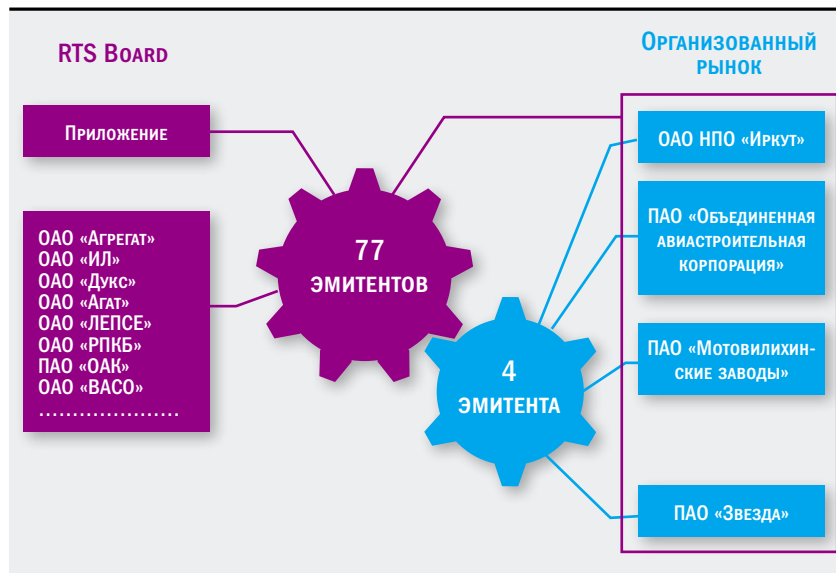 RTS Board
Приложение
ОАО «Агрегат»
ОАО «ИЛ»
ОАО «Дукс»
ОАО «Агат»
ОАО «ЛЕПСЕ»
ОАО «РПКБ»
ПАО «ОАК»
ОАО «ВАСО»
.....................
77
эмитентов
4
эмитента
Организованный
рынок
ОАО НПО «Иркут»
ПАО «Объединенная
авиастроительная
корпорация»
ПАО «Мотовилихин-
ские заводы»
ПАО «Звезда»